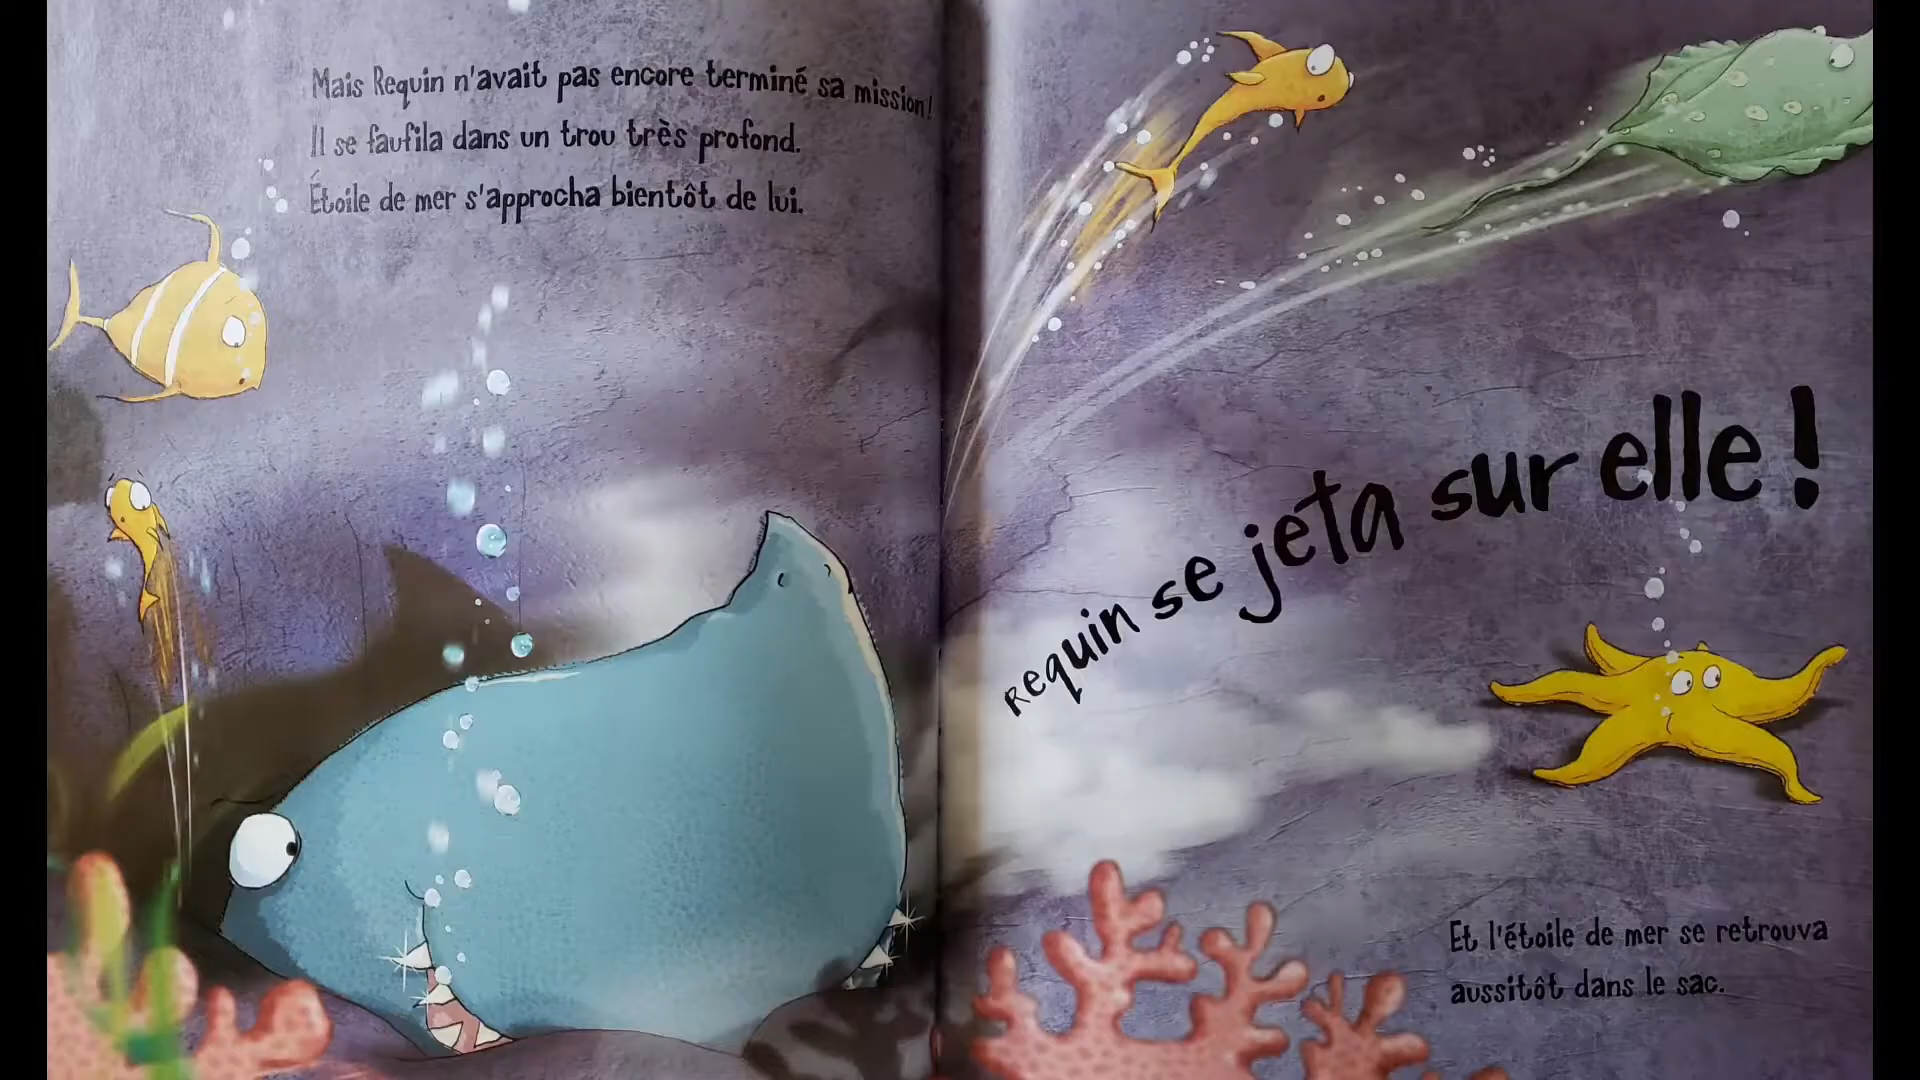 Mais Requin n'avait pas encore terminé sa mission!
Il se faufila dans un trou très profond.
Étoile de mer s'approcha bientôt de lui.
Requin se jeta sur elle !
Et l'étoile de mer se retrouva
aussitôt dans le sac.